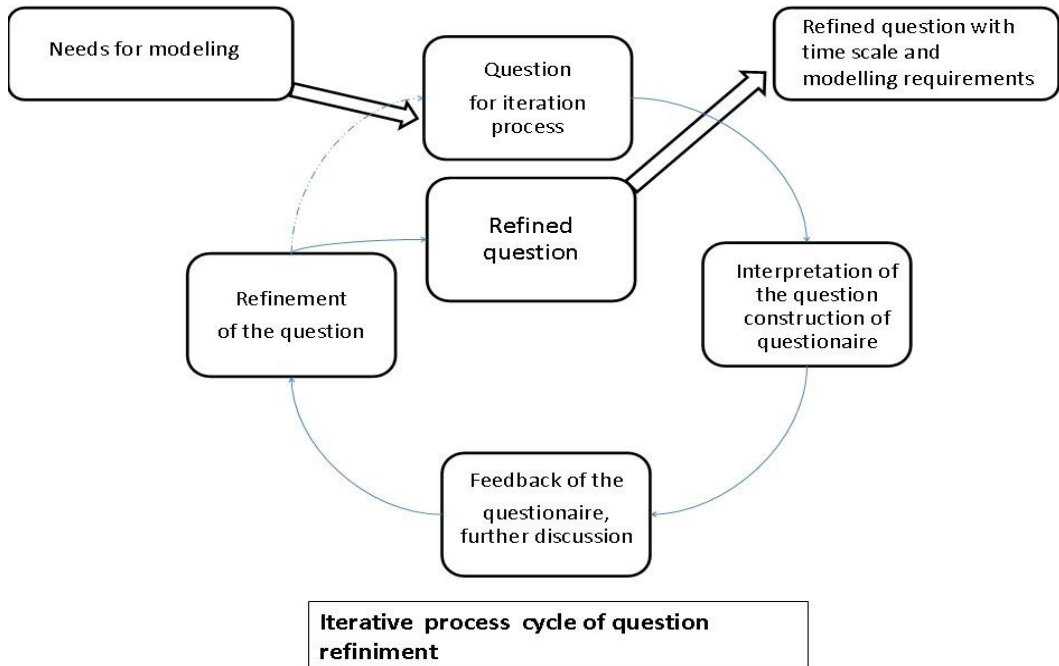 Needs for modeling
Question
for iteration
process
Refined question with
time scale and
modelling requirements
Refined
question
Refinement
of the question
Interpretation of
the question
construction of
questionaire
Feedback of the
questionaire,
further discussion
Iterative process cycle of question
refiniment